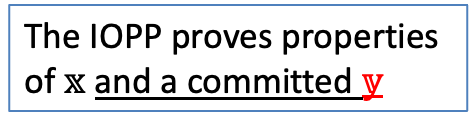 The IOPP proves properties
of 𝕩 and a committed 𝕪